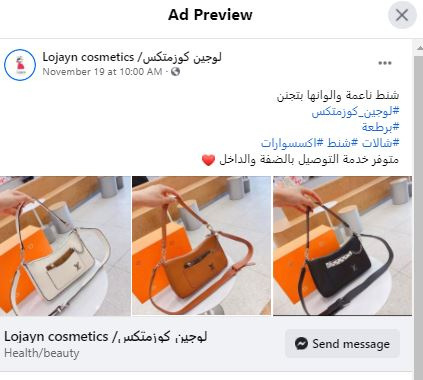 Ad Preview
Lojayn cosmetics /لوجين كوزمتكس
November 19 at 10:00 AM ·
شنط ناعمة والوانها بتجنن
#لوجين_كوزمتكس
#برطعة
#شالات #شنط #اكسسوارات
متوفر خدمة التوصيل بالضفة والداخل ❤️
Lojayn cosmetics /لوجين كوزمتكس
Health/beauty
Send message